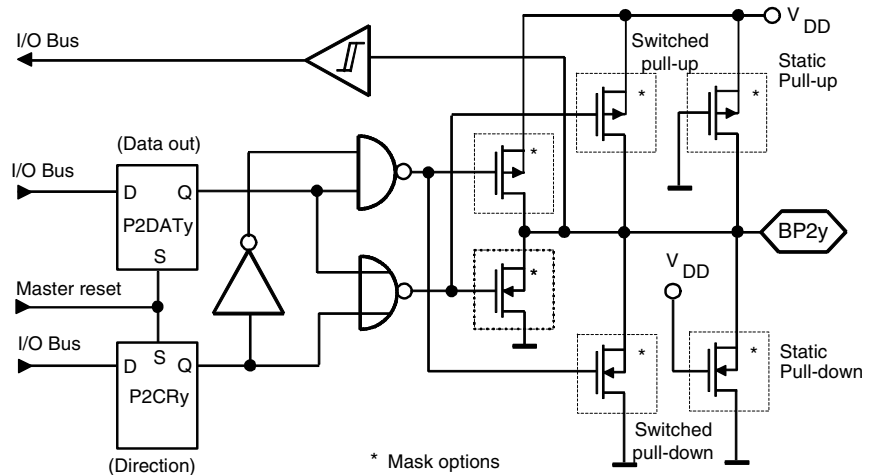 I/O Bus
V DD
Switched
pull-up
Static
Pull-up
*
*
*
(Data out)
I/O Bus
D
Q
P2DATy
S
BP2y
*
V DD
Master reset
I/O Bus
S
D
Q
P2CRy
*
*
Static
Pull-down
Switched
pull-down
(Direction)
* Mask options